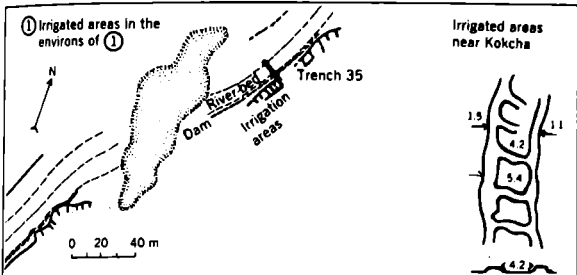 ① Irrigated areas in the
environs of ①
N
River bed
Dam
Irrigation
areas
Trench 35
0 20 40 m
Irrigated areas
near Kokcha
1.9
1.1
4.2
5.4
4.2